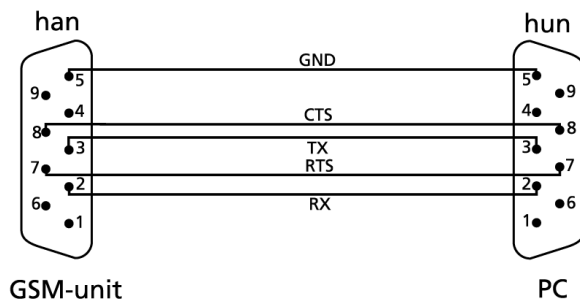 han hun
GND
5 5
9 9
4 4
CTS
8 8
3 3
TX
RTS
7 7
2 2
RX
6 6
1 1
GSM-unit PC